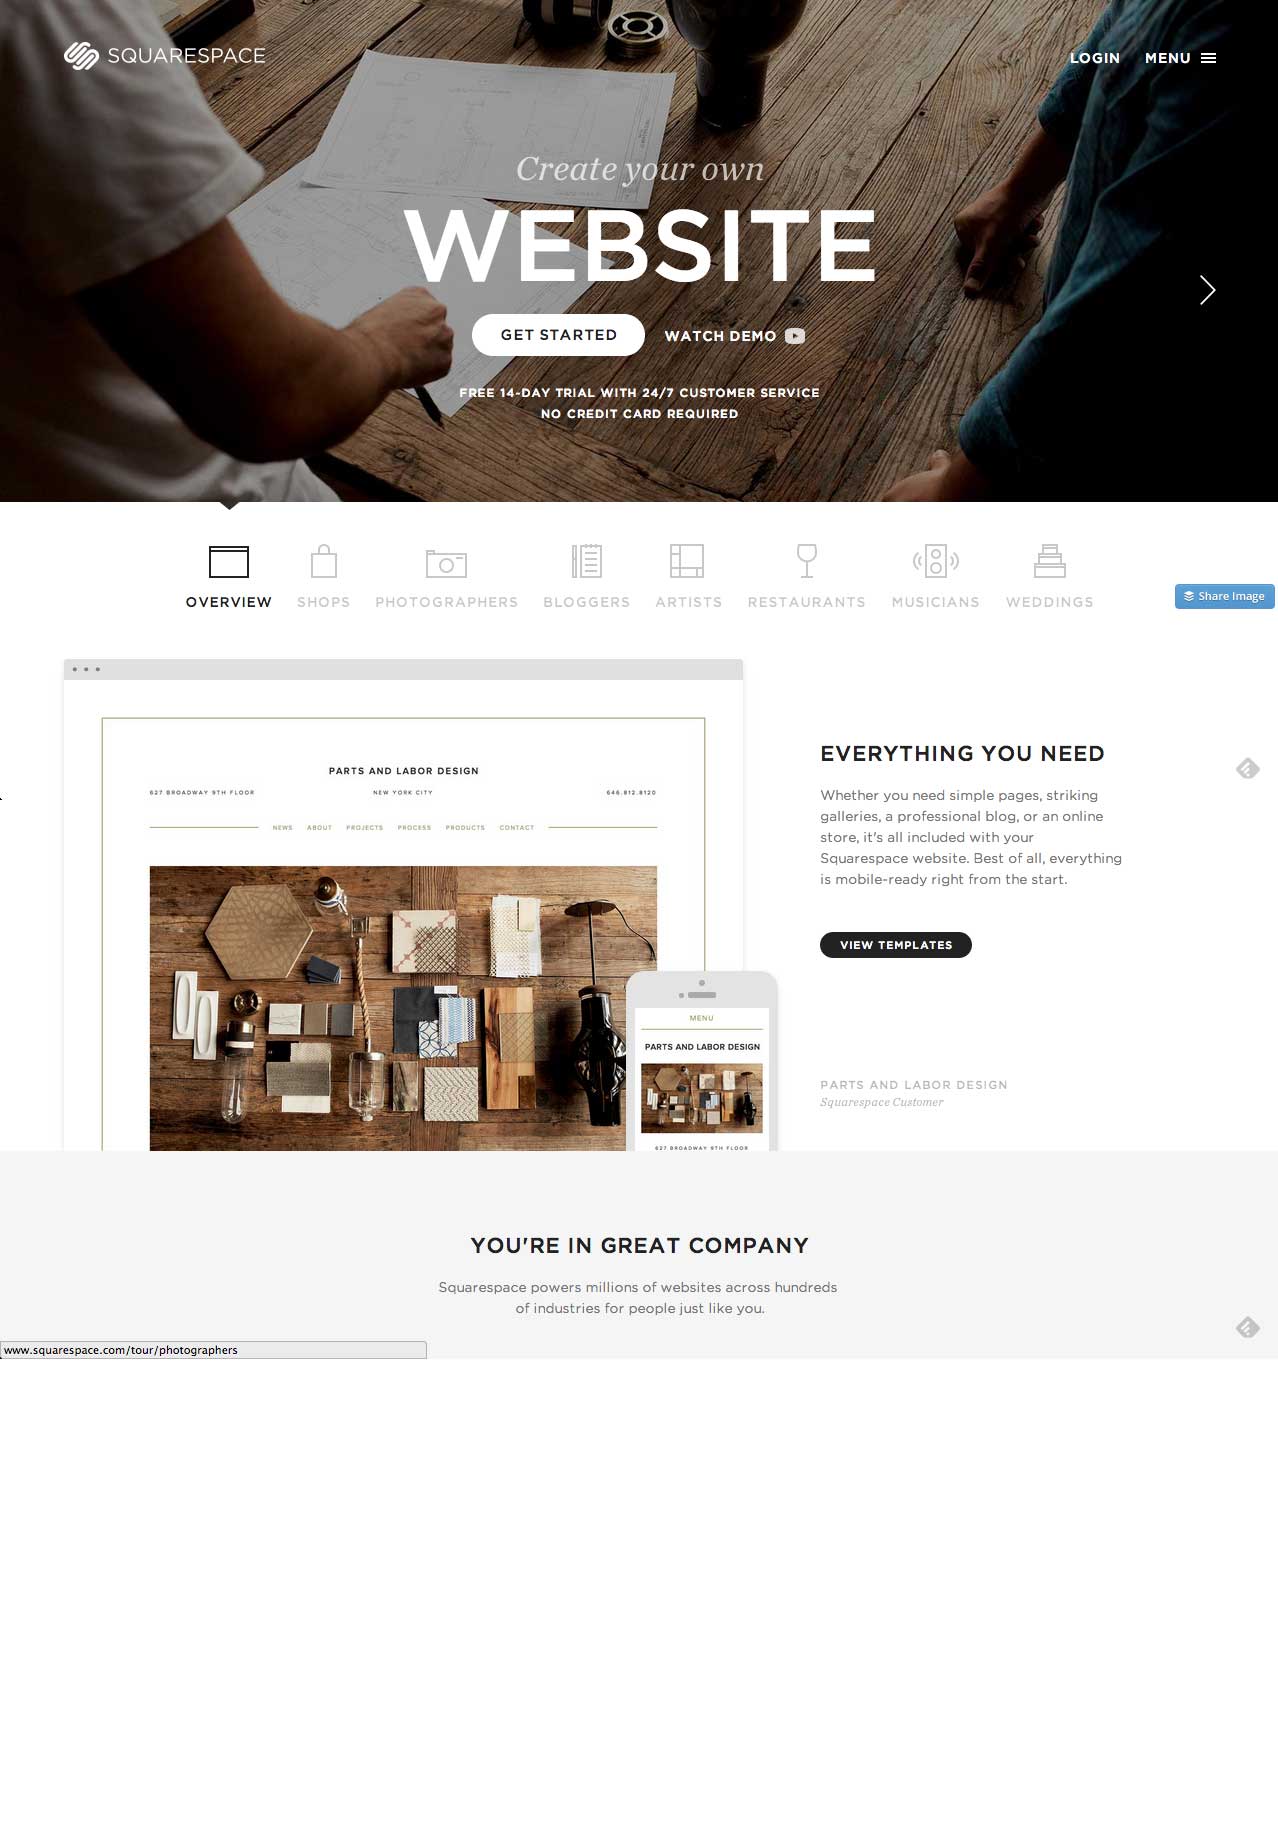 SQUARESPACE
LOGIN MENU
Create your own
WEBSITE
GET STARTED WATCH DEMO
FREE 14-DAY TRIAL WITH 24/7 CUSTOMER SERVICE
NO CREDIT CARD REQUIRED
OVERVIEW SHOPS PHOTOGRAPHERS BLOGGERS ARTISTS RESTAURANTS MUSICIANS WEDDINGS
Share Image
PARTS AND LABOR DESIGN
627 BROADWAY 9TH FLOOR NEW YORK CITY 646.812.8120
NEWS ABOUT PROJECTS PROCESS PRODUCTS CONTACT
MENU
PARTS AND LABOR DESIGN
627 BROADWAY 9TH FLOOR
EVERYTHING YOU NEED
Whether you need simple pages, striking
galleries, a professional blog, or an online
store, it's all included with your
Squarespace website. Best of all, everything
is mobile-ready right from the start.
VIEW TEMPLATES
PARTS AND LABOR DESIGN
Squarespace Customer
YOU'RE IN GREAT COMPANY
Squarespace powers millions of websites across hundreds
of industries for people just like you.
www.squarespace.com/tour/photographers